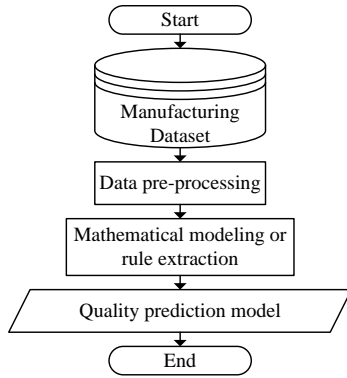 Start
Manufacturing
Dataset
Data pre-processing
Mathematical modeling or
rule extraction
Quality prediction model
End